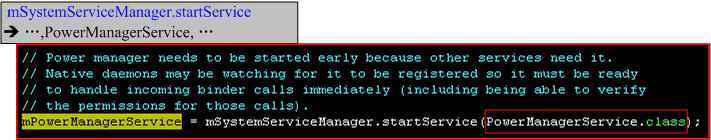 mSystemServiceManager.startService
➔ …,PowerManagerService, …
// Power manager needs to be started early because other services need it.
// Native daemons may be watching for it to be registered so it must be ready
// to handle incoming binder calls immediately (including being able to verify
// the permissions for those calls).
mPowerManagerService = mSystemServiceManager.startService(PowerManagerService.class);